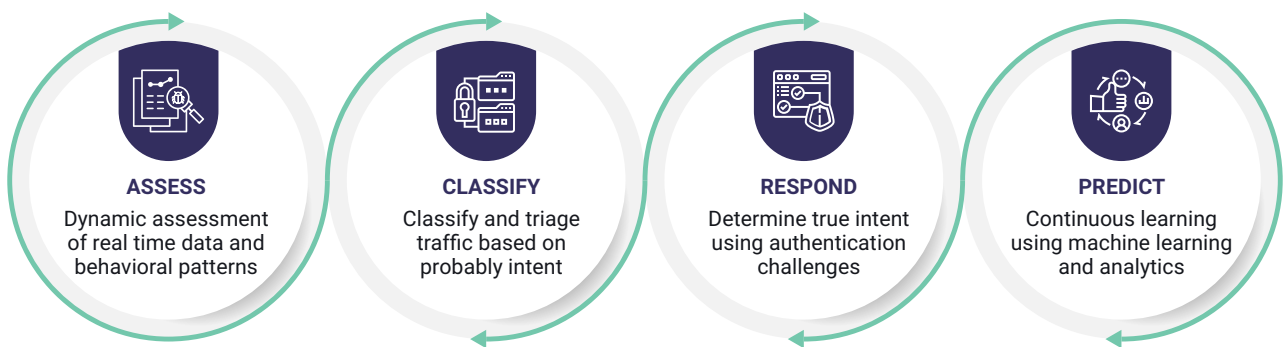 ASSESS
Dynamic assessment
of real time data and
behavioral patterns
CLASSIFY
Classify and triage
traffic based on
probably intent
RESPOND
Determine true intent
using authentication
challenges
PREDICT
Continuous learning
using machine learning
and analytics